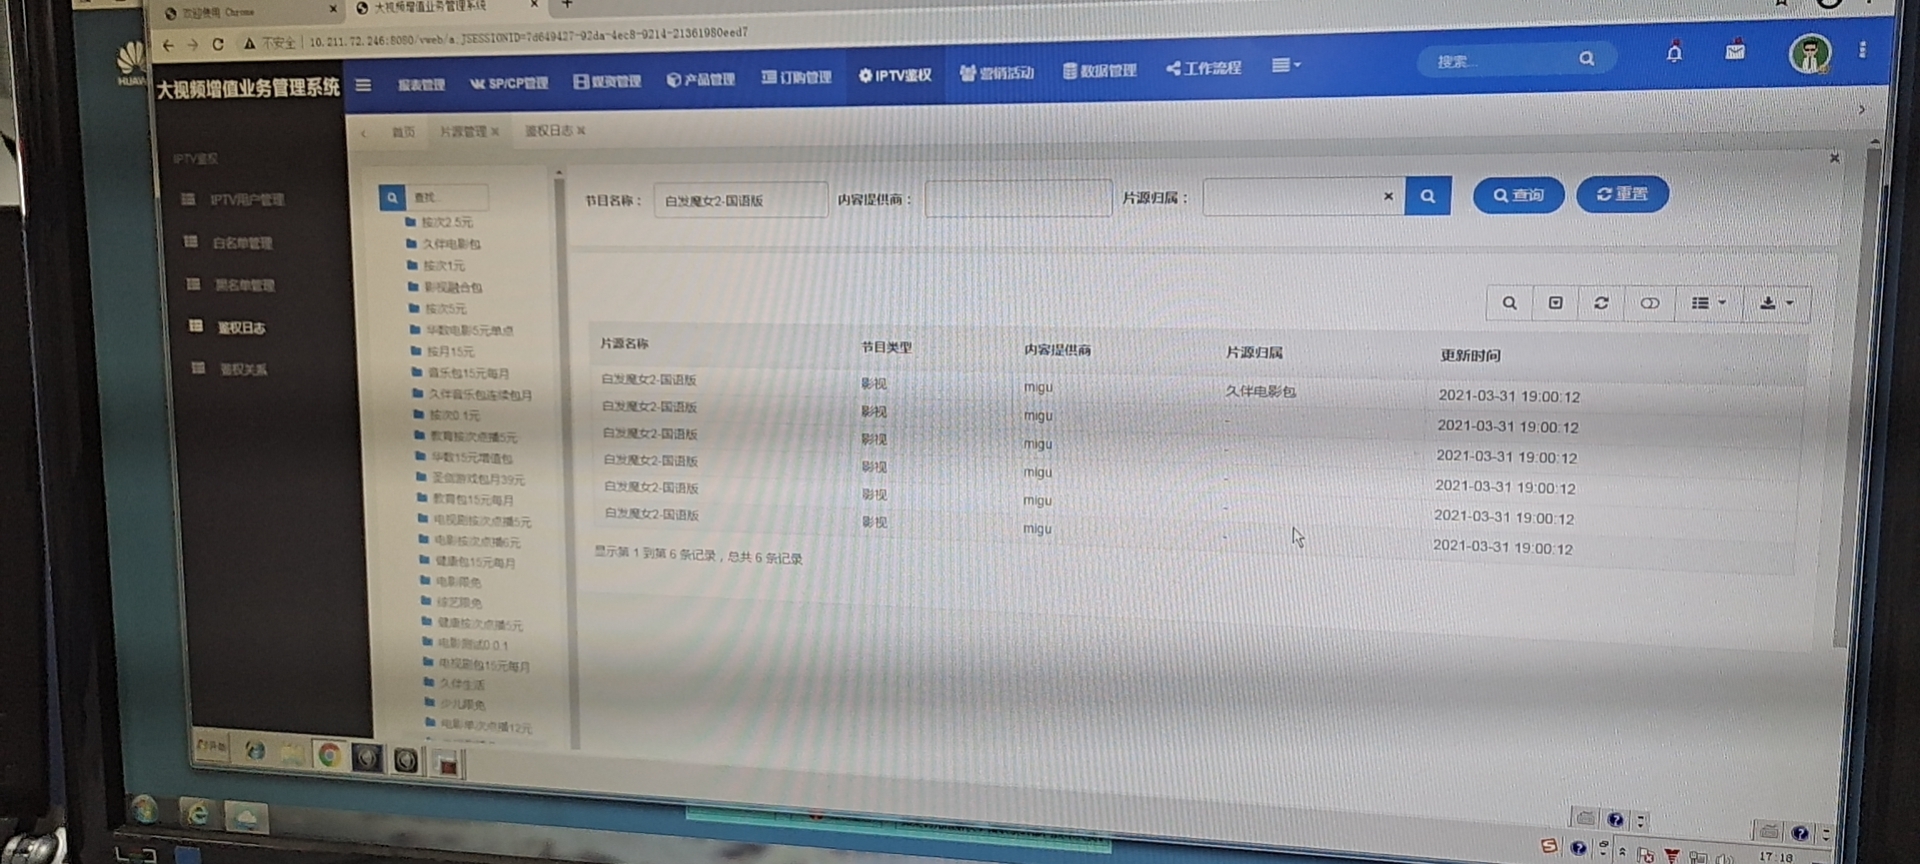 欢迎使用 Chrome
大视频增值业务管理系统
不安全 10.211.72.246:8080/vweb/a;JSESSIONID=7d649427-92da-4ec8-9214-21361980eed7
HUAW
大视频增值业务管理系统
报表管理
SP/CP管理
媒资管理
产品管理
订购管理
IPTV鉴权
营销活动
数据管理
工作流程
搜索...
首页
片源管理
鉴权日志
IPTV鉴权
IPTV用户管理
白名单管理
黑名单管理
鉴权日志
鉴权关系
查找...
按次2.5元
久伴电影包
按次1元
影视融合包
按次5元
华数电影5元单点
按月15元
音乐包15元每月
久伴音乐包连续包月
按次0.1元
教育按次点播5元
华数15元增值包
圣剑游戏包月39元
教育包15元每月
电视剧按次点播5元
电影按次点播6元
健康包15元每月
电影限免
综艺限免
健康按次点播5元
电影测试0.0.1
电视剧包15元每月
久伴生活
少儿限免
电影单次点播12元
节目名称： 白发魔女2-国语版 内容提供商： 片源归属： 查询 重置
片源名称 节目类型 内容提供商 片源归属 更新时间
白发魔女2-国语版 影视 migu 久伴电影包 2021-03-31 19:00:12
白发魔女2-国语版 影视 migu - 2021-03-31 19:00:12
白发魔女2-国语版 影视 migu - 2021-03-31 19:00:12
白发魔女2-国语版 影视 migu - 2021-03-31 19:00:12
白发魔女2-国语版 影视 migu - 2021-03-31 19:00:12
白发魔女2-国语版 影视 migu - 2021-03-31 19:00:12
显示第 1 到第 6 条记录，总共 6 条记录
开始
17:18